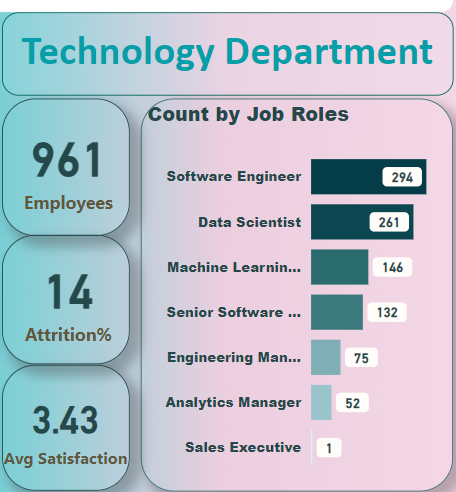 Technology Department
961
Employees
14
Attrition%
3.43
Avg Satisfaction
Count by Job Roles
Software Engineer 294
Data Scientist 261
Machine Learnin... 146
Senior Software ... 132
Engineering Man... 75
Analytics Manager 52
Sales Executive 1